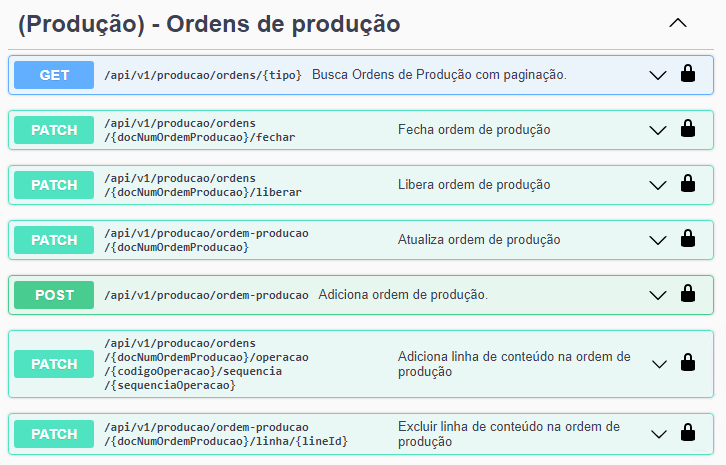 (Produção) - Ordens de produção
GET /api/v1/producao/ordens/{tipo} Busca Ordens de Produção com paginação.
PATCH /api/v1/producao/ordens
/{docNumOrdemProducao}/fechar Fecha ordem de produção
PATCH /api/v1/producao/ordens
/{docNumOrdemProducao}/liberar Libera ordem de produção
PATCH /api/v1/producao/ordem-producao
/{docNumOrdemProducao} Atualiza ordem de produção
POST /api/v1/producao/ordem-producao Adiciona ordem de produção.
PATCH /api/v1/producao/ordens
/{docNumOrdemProducao}/operacao
/{codigoOperacao}/sequencia
/{sequenciaOperacao}
Adiciona linha de conteúdo na ordem de
produção
PATCH /api/v1/producao/ordem-producao
/{docNumOrdemProducao}/linha/{lineId}
Excluir linha de conteúdo na ordem de
produção